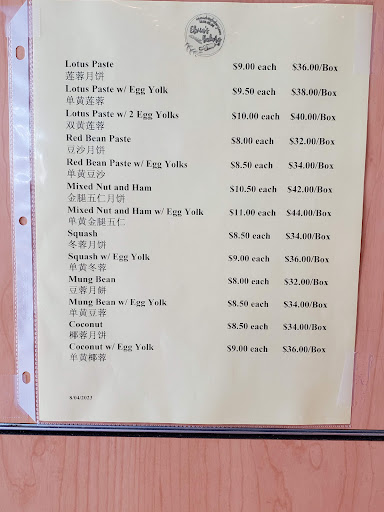 Lotus Paste $9.00 each $36.00/Box
莲蓉月饼
Lotus Paste w/ Egg Yolk $9.50 each $38.00/Box
单黄莲蓉
Lotus Paste w/ 2 Egg Yolks $10.00 each $40.00/Box
双黄莲蓉
Red Bean Paste $8.00 each $32.00/Box
豆沙月饼
Red Bean Paste w/ Egg Yolks $8.50 each $34.00/Box
单黄豆沙
Mixed Nut and Ham $10.50 each $42.00/Box
金腿五仁月饼
Mixed Nut and Ham w/ Egg Yolk $11.00 each $44.00/Box
单黄金腿五仁
Squash $8.50 each $34.00/Box
冬蓉月饼
Squash w/ Egg Yolk $9.00 each $36.00/Box
单黄冬蓉
Mung Bean $8.00 each $32.00/Box
豆蓉月餅
Mung Bean w/ Egg Yolk $8.50 each $34.00/Box
单黄豆蓉
Coconut $8.50 each $34.00/Box
椰蓉月饼
Coconut w/ Egg Yolk $9.00 each $36.00/Box
单黄椰蓉
8/04/2023